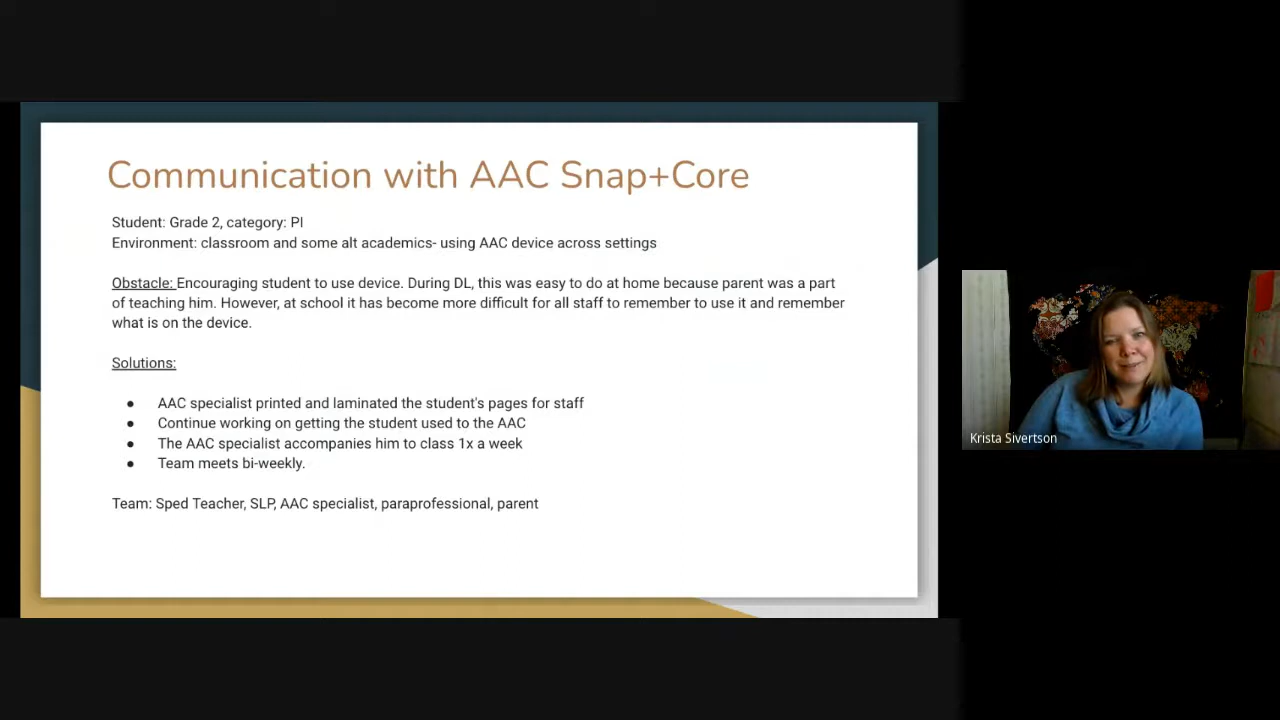 Communication with AAC Snap+Core
Student: Grade 2, category: PI
Environment: classroom and some alt academics- using AAC device across settings
Obstacle: Encouraging student to use device. During DL, this was easy to do at home because parent was a part
of teaching him. However, at school it has become more difficult for all staff to remember to use it and remember
what is on the device.
Solutions:
● AAC specialist printed and laminated the student's pages for staff
● Continue working on getting the student used to the AAC
● The AAC specialist accompanies him to class 1x a week
● Team meets bi-weekly.
Team: Sped Teacher, SLP, AAC specialist, paraprofessional, parent
Krista Sivertson